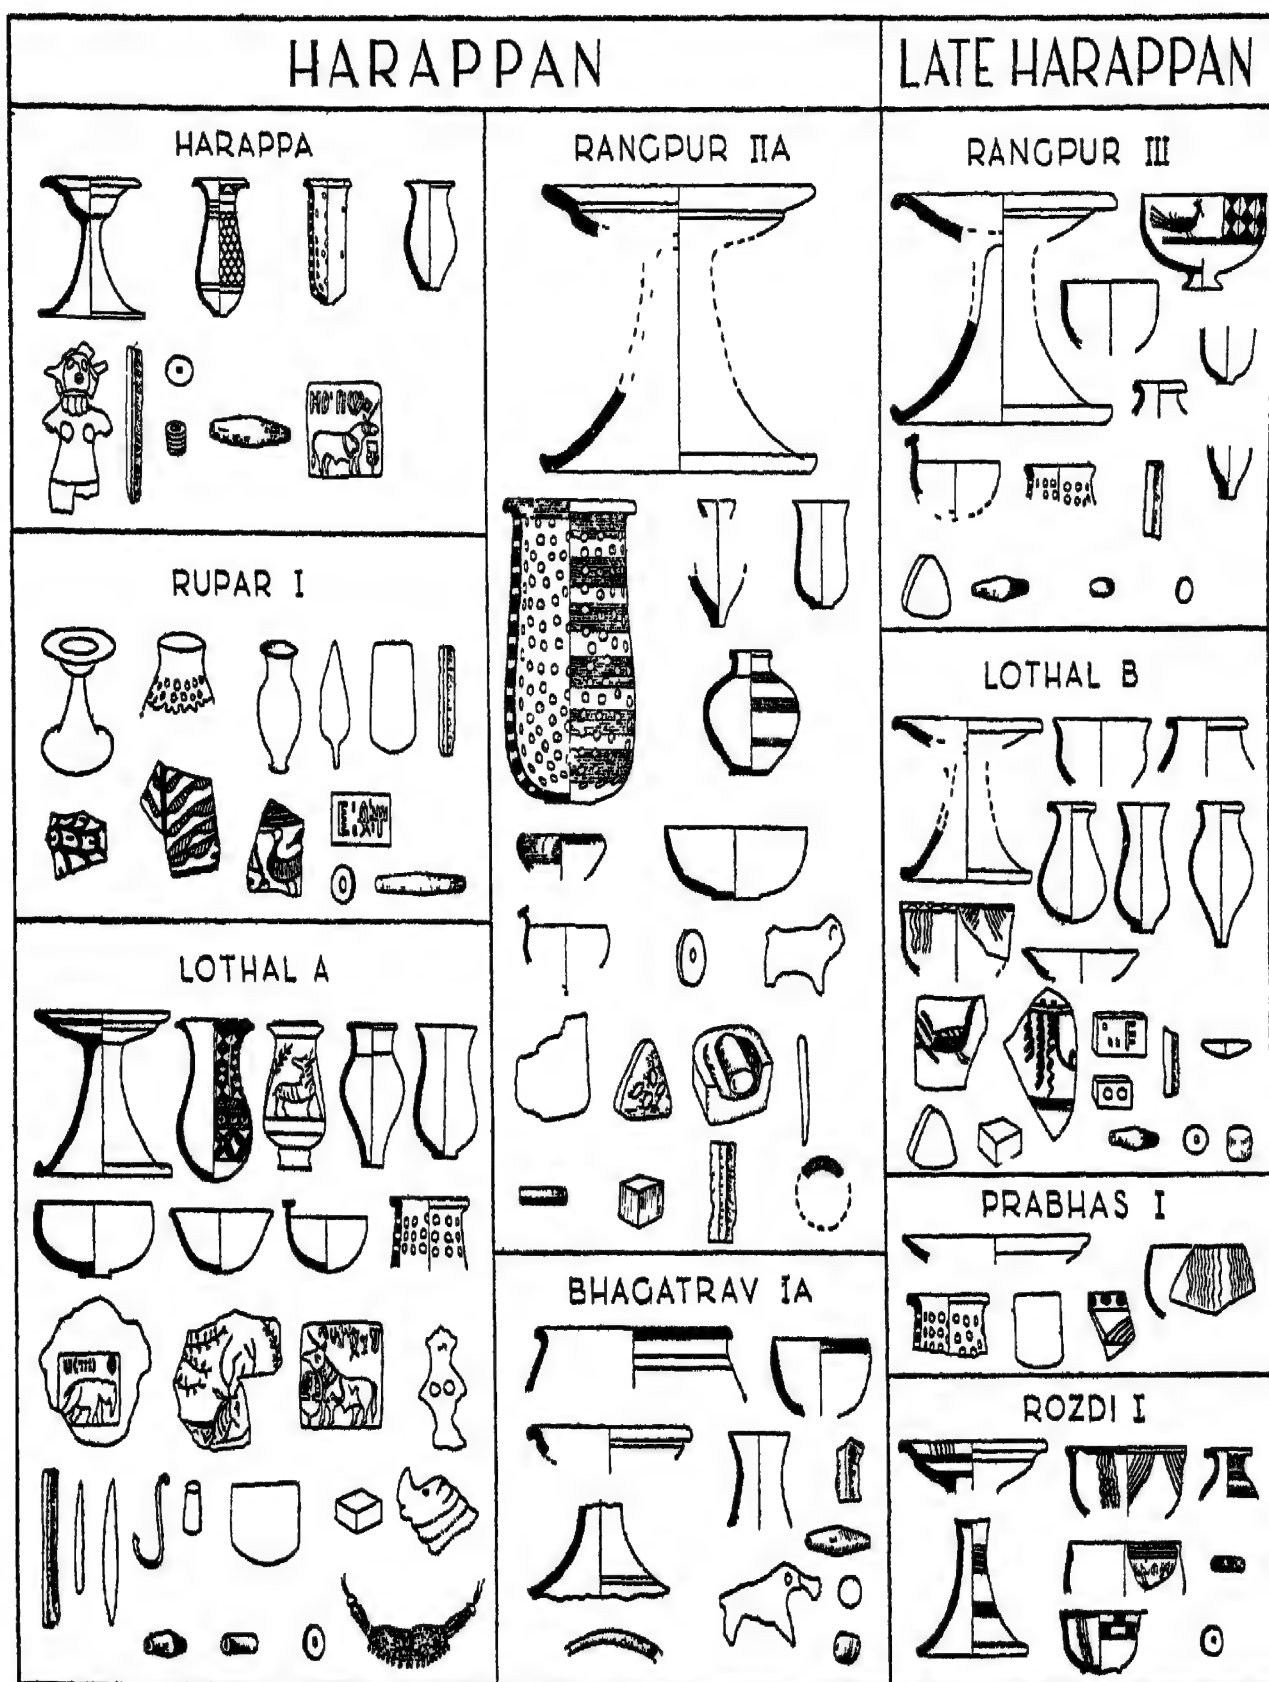 HARAPPAN
LATE HARAPPAN
HARAPPA
RUPAR I
LOTHAL A
RANGPUR IIA
BHAGATRAV IA
RANGPUR III
LOTHAL B
PRABHAS I
ROZDI I